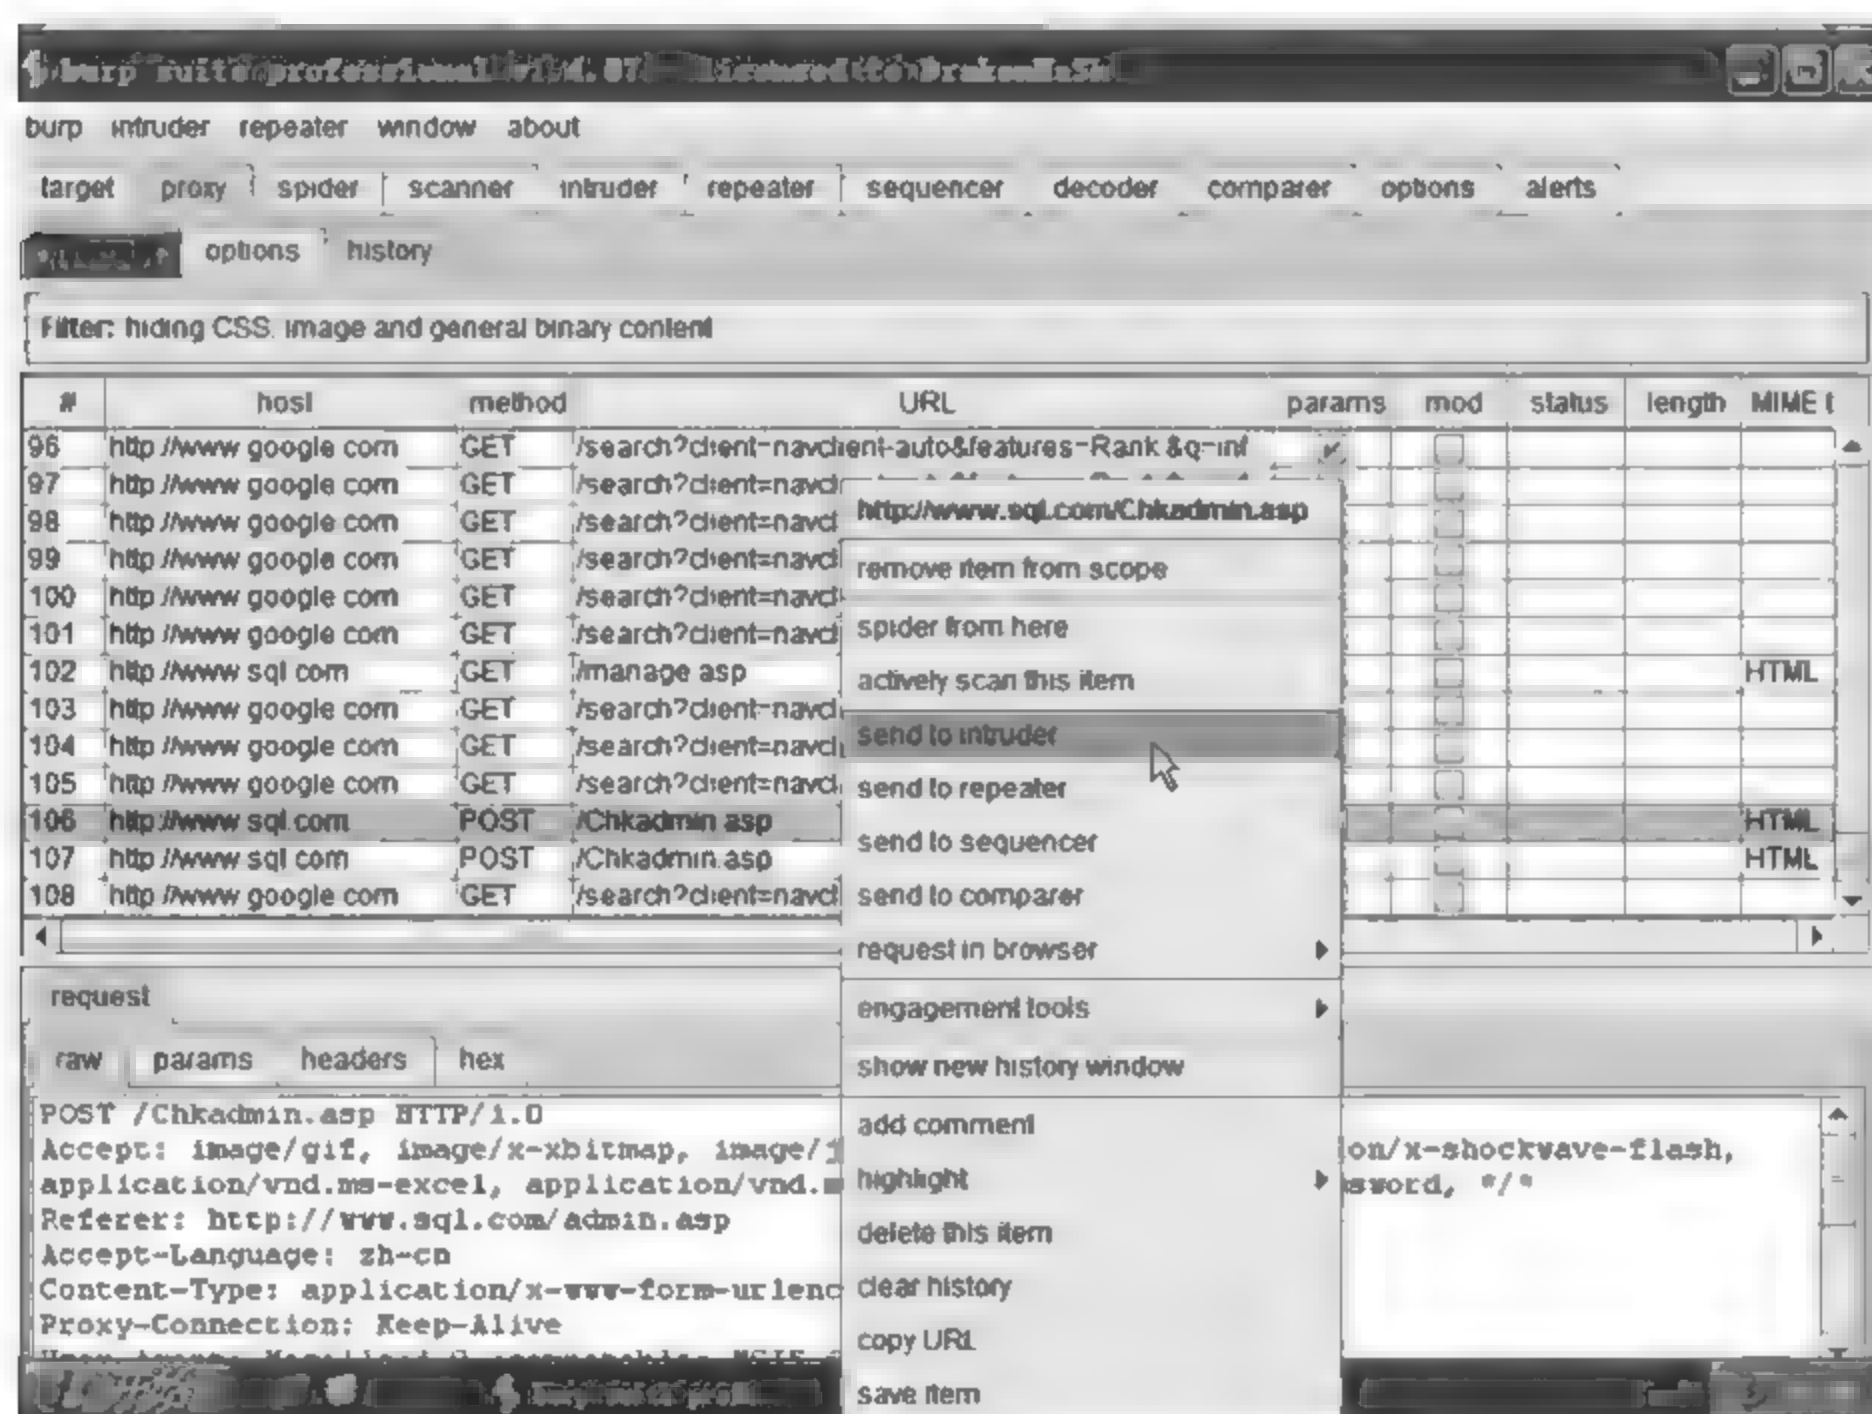 burp suite professional licensed to BrokenHash
burp intruder repeater window about
target proxy spider scanner intruder repeater sequencer decoder comparer options alerts
options history
Filter: hiding CSS, image and general binary content
# host method URL params mod status length MIME t
96 http://www.google.com GET /search?client=navclient-auto&features=Rank:&q=inf
97 http://www.google.com GET /search?client=navcl
98 http://www.google.com GET /search?client=navcl
99 http://www.google.com GET /search?client=navcl
100 http://www.google.com GET /search?client=navcl
101 http://www.google.com GET /search?client=navcl
102 http://www.sql.com GET /manage.asp HTML
103 http://www.google.com GET /search?client=navcl
104 http://www.google.com GET /search?client=navcl
105 http://www.google.com GET /search?client=navcl
106 http://www.sql.com POST /Chkadmin.asp HTML
107 http://www.sql.com POST /Chkadmin.asp HTML
108 http://www.google.com GET /search?client=navcl
http://www.sql.com/Chkadmin.asp
remove item from scope
spider from here
actively scan this item
send to intruder
send to repeater
send to sequencer
send to comparer
request in browser
engagement tools
show new history window
add comment
highlight
delete this item
clear history
copy URL
save item
request
raw params headers hex
POST /Chkadmin.asp HTTP/1.0
Accept: image/gif, image/x-xbitmap, image/j on/x-shockwave-flash,
application/vnd.ms-excel, application/vnd.m sword, */*
Referer: http://www.sql.com/admin.asp
Accept-Language: zh-cn
Content-Type: application/x-www-form-urlenc
Proxy-Connection: Keep-Alive